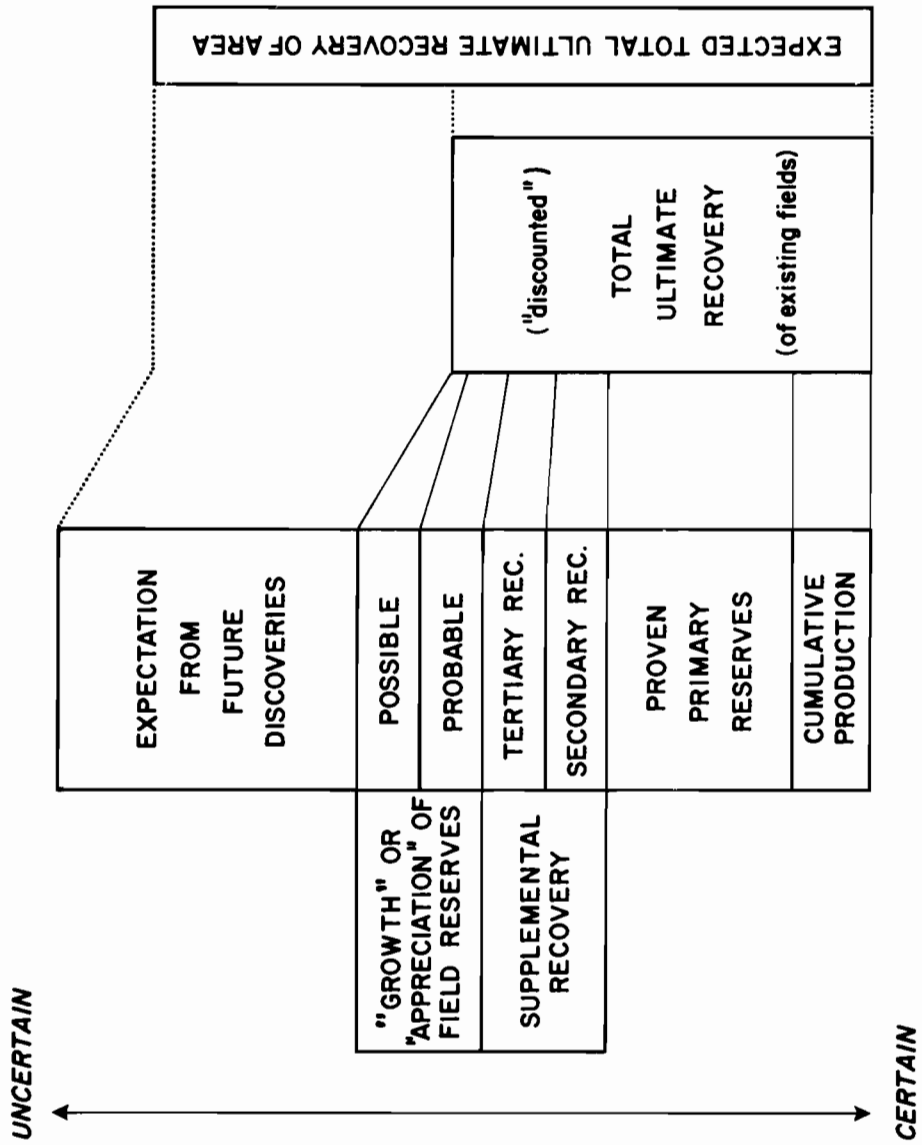 UNCERTAIN
EXPECTATION
FROM
FUTURE
DISCOVERIES
"GROWTH" OR
"APPRECIATION" OF
FIELD RESERVES
POSSIBLE
PROBABLE
SUPPLEMENTAL
RECOVERY
TERTIARY REC.
SECONDARY REC.
PROVEN
PRIMARY
RESERVES
CUMULATIVE
PRODUCTION
("discounted")
TOTAL
ULTIMATE
RECOVERY
(of existing fields)
EXPECTED TOTAL ULTIMATE RECOVERY OF AREA
CERTAIN